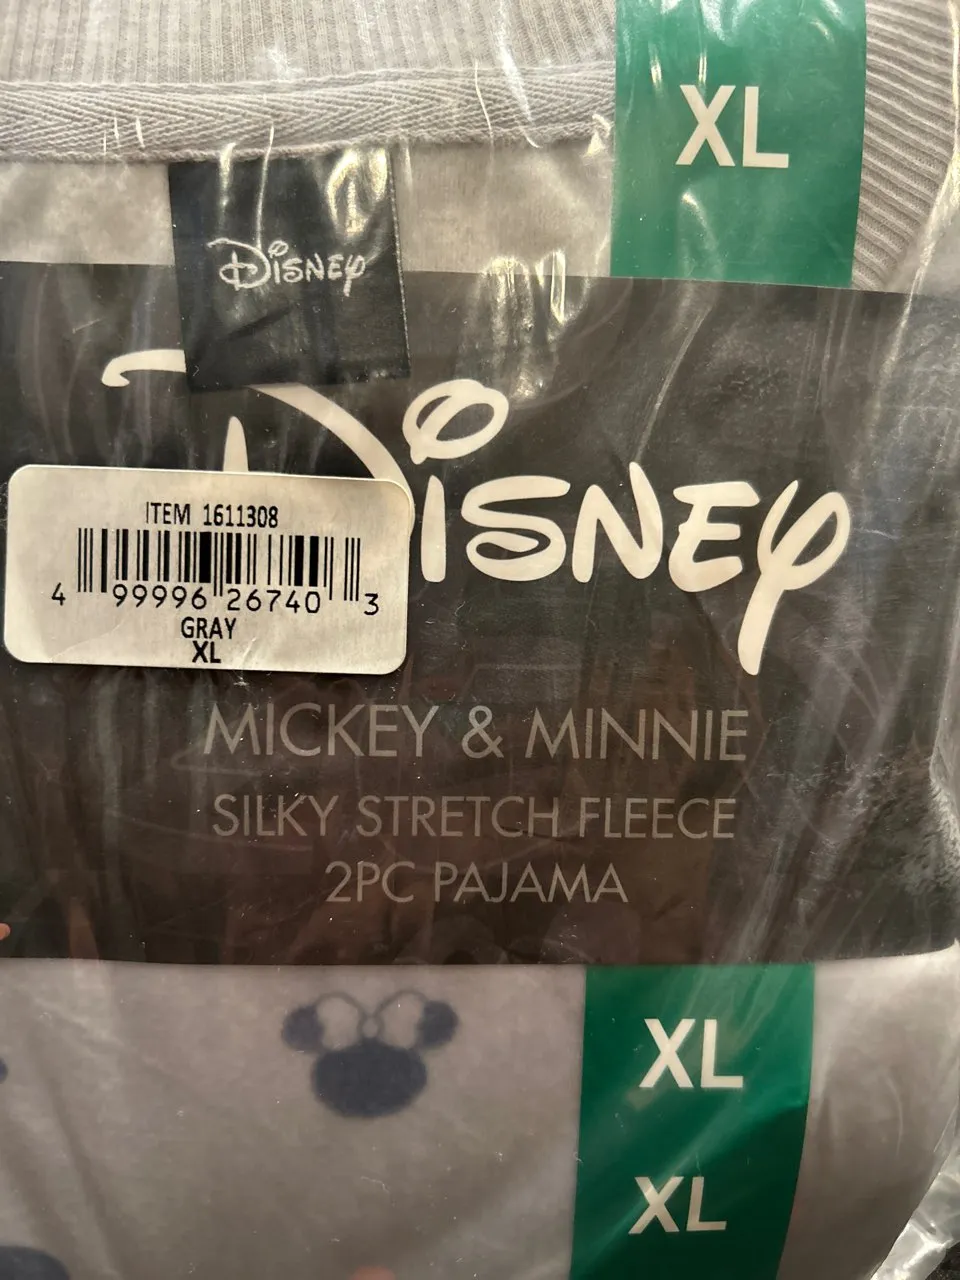 XL
Disney
Disney
ITEM 1611308
4 99996 26740 3
GRAY
XL
MICKEY & MINNIE
SILKY STRETCH FLEECE
2PC PAJAMA
XL
XL